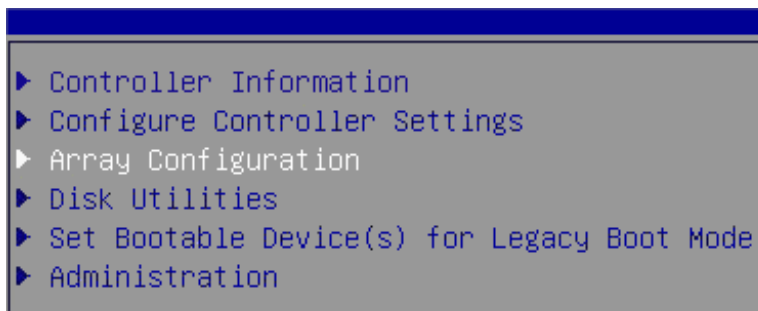 Controller Information
Configure Controller Settings
Array Configuration
Disk Utilities
Set Bootable Device(s) for Legacy Boot Mode
Administration